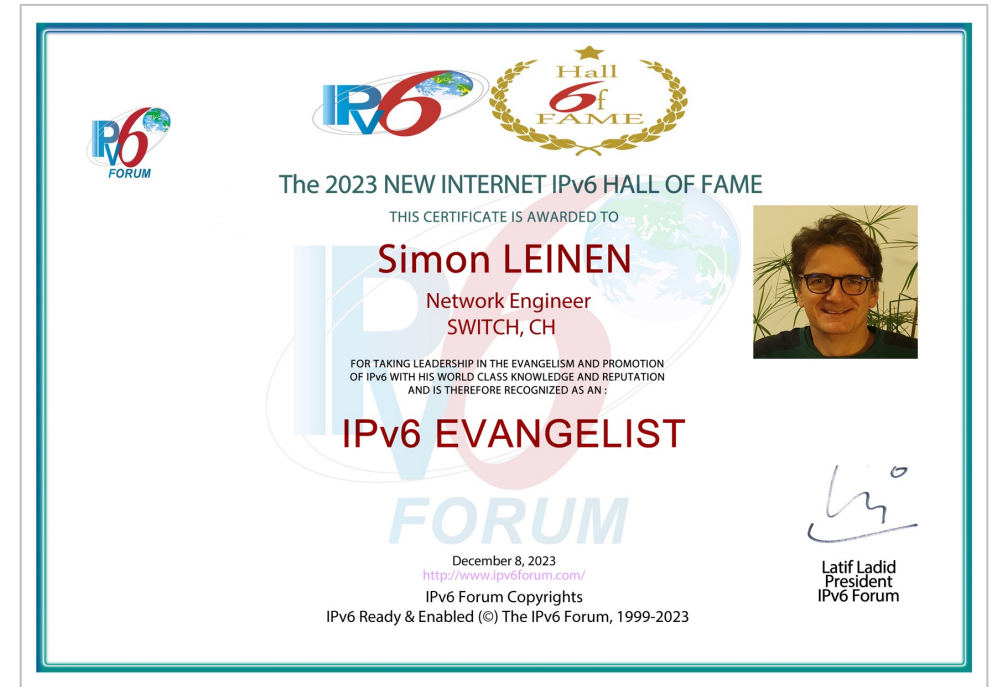 IPv6
Hall
6f
FAME
IPv6
FORUM
The 2023 NEW INTERNET IPv6 HALL OF FAME
THIS CERTIFICATE IS AWARDED TO
Simon LEINEN
Network Engineer
SWITCH, CH
FOR TAKING LEADERSHIP IN THE EVANGELISM AND PROMOTION
OF IPv6 WITH HIS WORLD CLASS KNOWLEDGE AND REPUTATION
AND IS THEREFORE RECOGNIZED AS AN :
IPv6 EVANGELIST
IPv6
FORUM
December 8, 2023
http://www.ipv6forum.com/
IPv6 Forum Copyrights
IPv6 Ready & Enabled (©) The IPv6 Forum, 1999-2023
Latif Ladid
President
IPv6 Forum